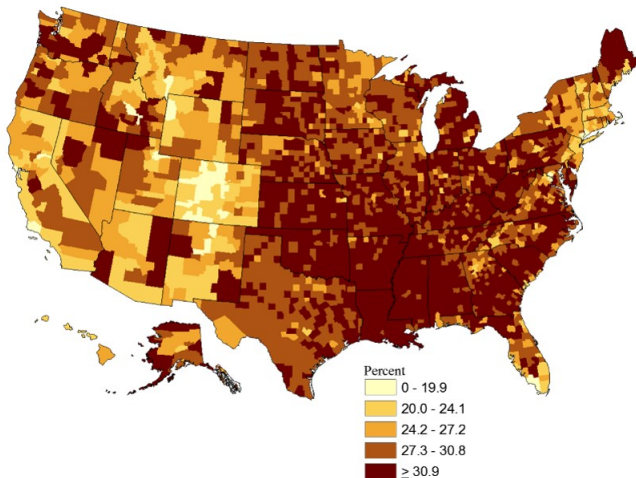 Percent
0 - 19.9
20.0 - 24.1
24.2 - 27.2
27.3 - 30.8
≥ 30.9